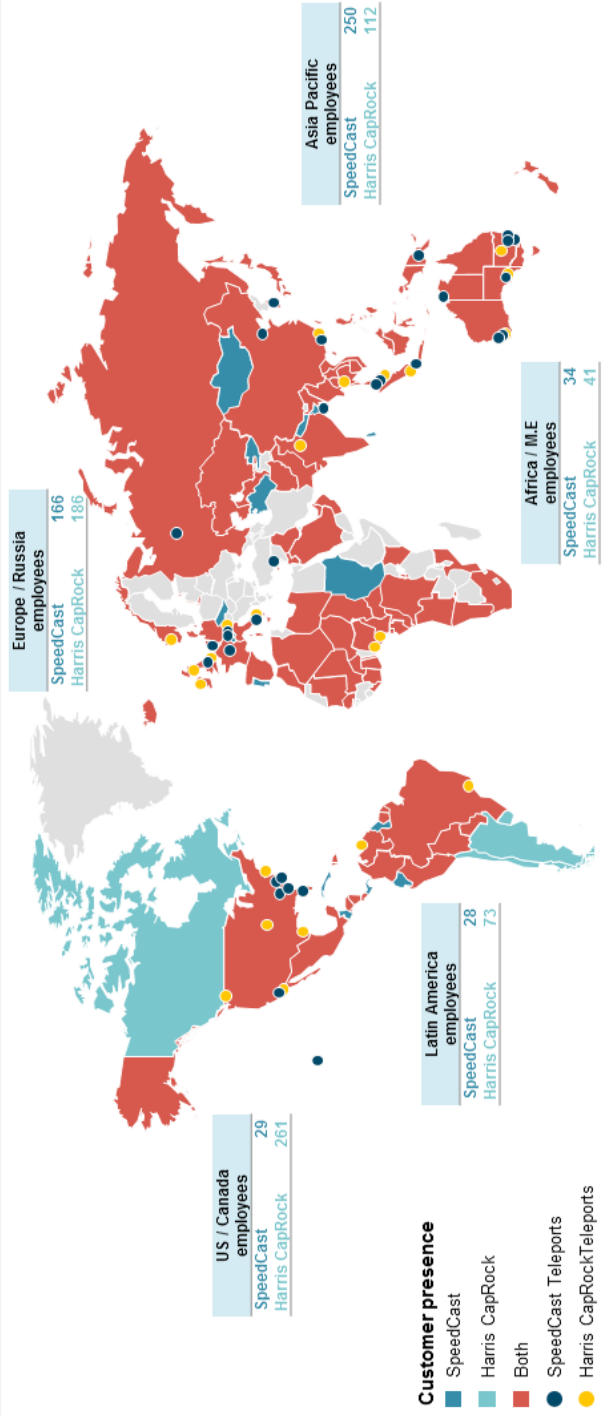 US / Canada
employees
SpeedCast 29
Harris CapRock 261
Europe / Russia
employees
SpeedCast 166
Harris CapRock 186
Asia Pacific
employees
SpeedCast 250
Harris CapRock 112
Latin America
employees
SpeedCast 28
Harris CapRock 73
Africa / M.E
employees
SpeedCast 34
Harris CapRock 41
Customer presence
SpeedCast
Harris CapRock
Both
SpeedCast Teleports
Harris CapRockTeleports